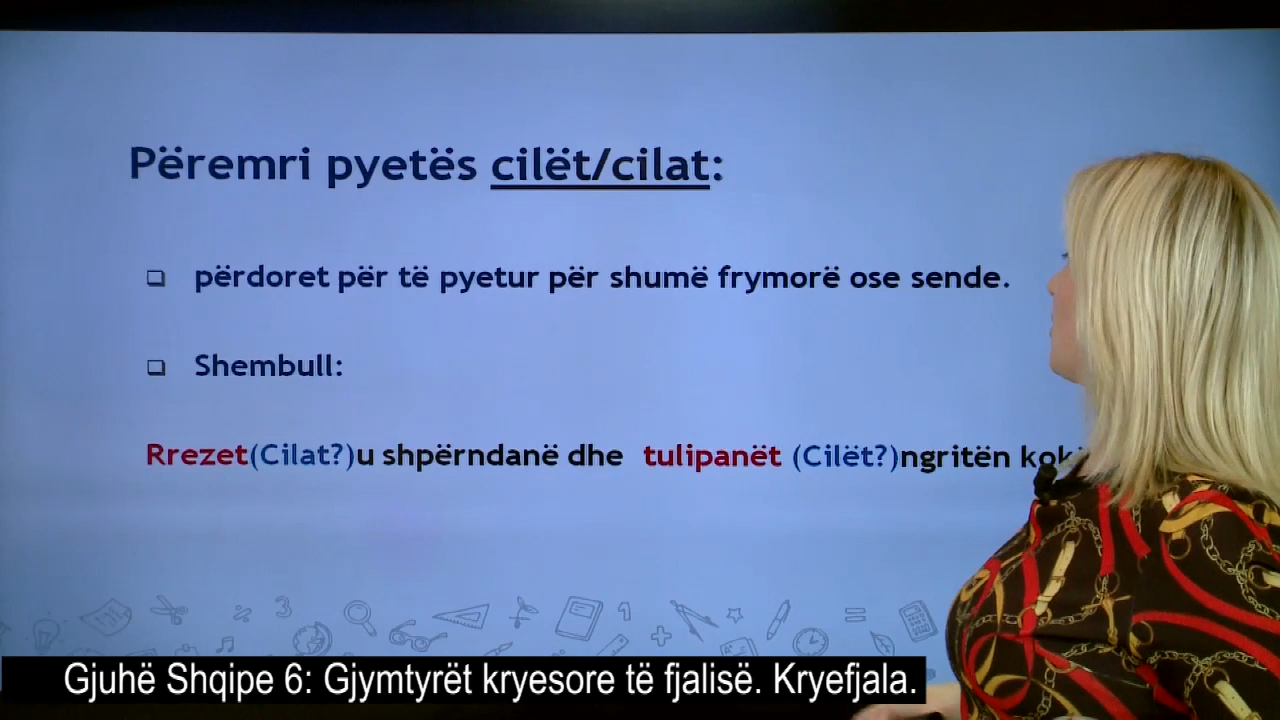 Përemri pyetës cilët/cilat:
përdoret për të pyetur për shumë frymorë ose sende.
Shembull:
Rrezet(Cilat?)u shpërndanë dhe tulipanët (Cilët?)ngritën
Gjuhë Shqipe 6: Gjymtyrët kryesore të fjalisë. Kryefjala.